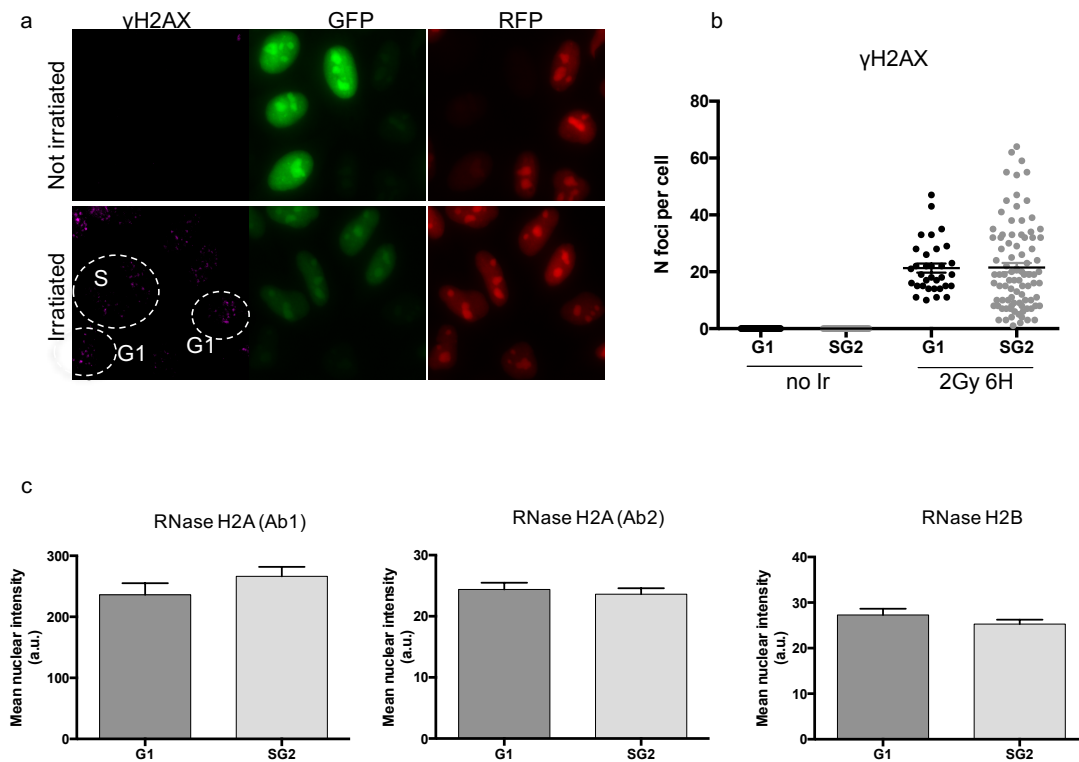 a
γH2AX GFP RFP
Not irratiated
Irratiated
S
G1
G1
b
γH2AX
N foci per cell
80
60
40
20
0
G1 SG2 G1 SG2
no Ir 2Gy 6H
c
RNase H2A (Ab1)
Mean nuclear intensity
(a.u.)
300
200
100
0
G1 SG2
RNase H2A (Ab2)
Mean nuclear intensity
(a.u.)
30
20
10
0
G1 SG2
RNase H2B
Mean nuclear intensity
(a.u.)
40
30
20
10
0
G1 SG2